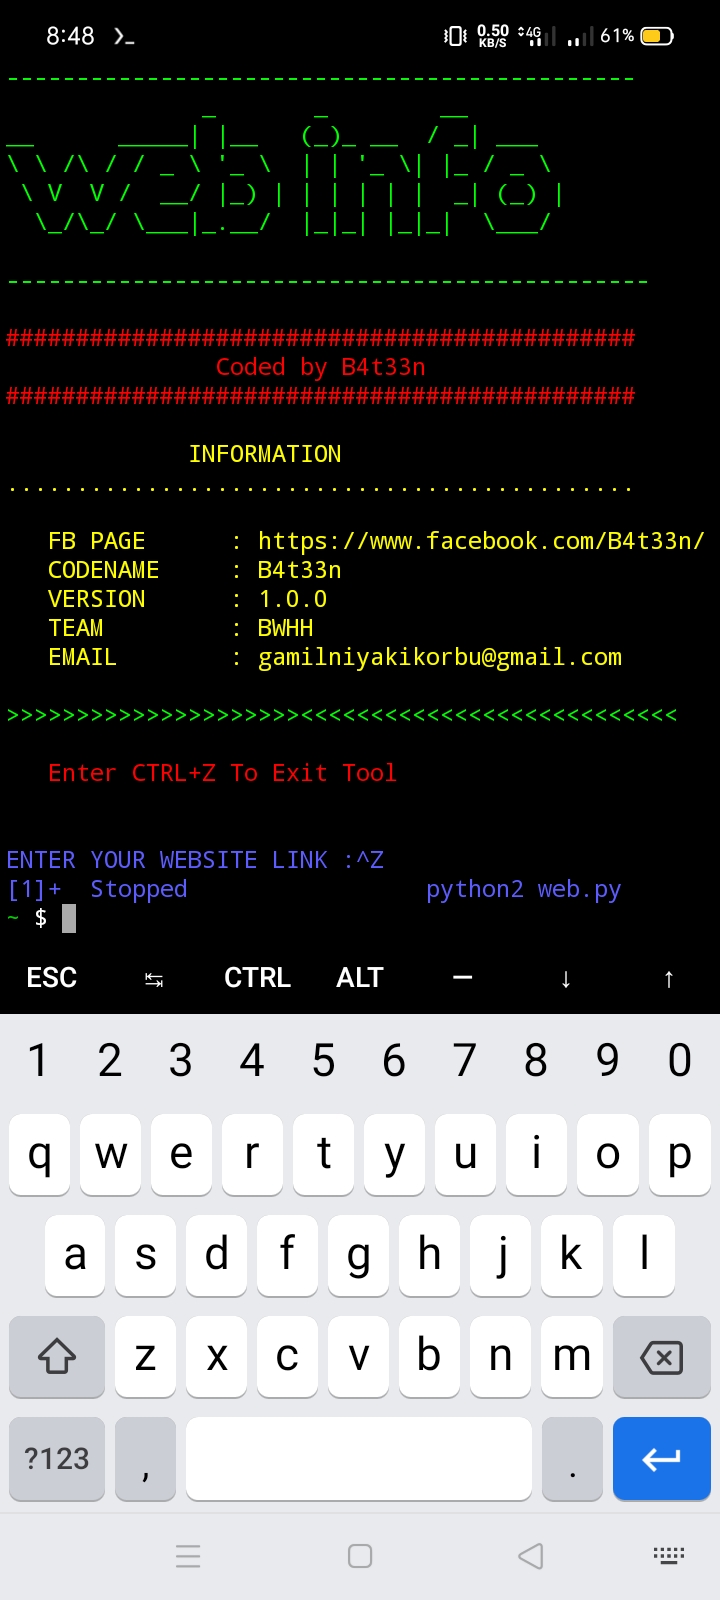 8:48 >_ 0.50 KB/S 4G 61%
---------------------------------------------
web info
----------------------------------------------
#############################################
Coded by B4t33n
#############################################
INFORMATION
.............................................
FB PAGE : https://www.facebook.com/B4t33n/
CODENAME : B4t33n
VERSION : 1.0.0
TEAM : BWHH
EMAIL : gamilniyakikorbu@gmail.com
>>>>>>>>>>>>>>>>>>>>><<<<<<<<<<<<<<<<<<<<<<<<<<<
Enter CTRL+Z To Exit Tool
ENTER YOUR WEBSITE LINK :^Z
[1]+ Stopped python2 web.py
~ $
ESC ↹ CTRL ALT — ↓ ↑
1 2 3 4 5 6 7 8 9 0
q w e r t y u i o p
a s d f g h j k l
z x c v b n m
?123 , .